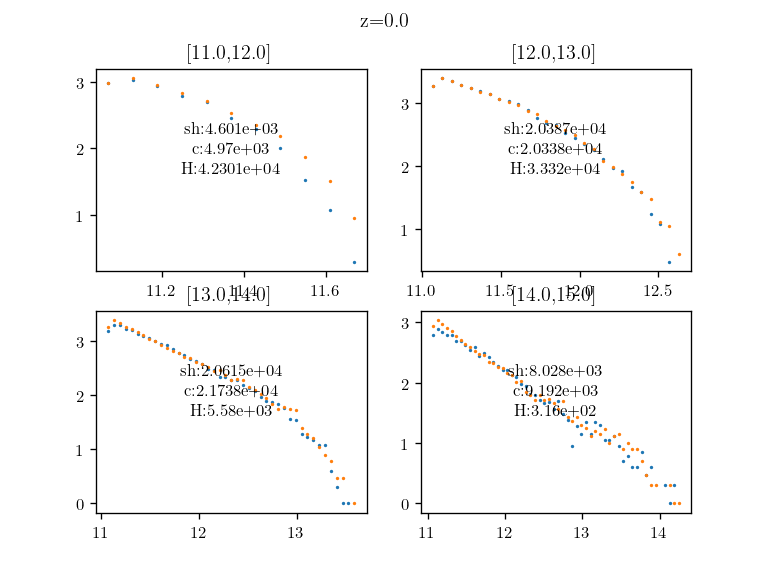 z=0.0
[11.0,12.0]
[12.0,13.0]
3
2
1
sh:4.601e+03
c:4.97e+03
H:4.2301e+04
11.2
11.4
11.6
3
2
1
sh:2.0387e+04
c:2.0338e+04
H:3.332e+04
11.0
11.5
12.0
12.5
[13.0,14.0]
[14.0,15.0]
3
2
1
0
sh:2.0615e+04
c:2.1738e+04
H:5.58e+03
11
12
13
3
2
1
0
sh:8.028e+03
c:9.192e+03
H:3.16e+02
11
12
13
14